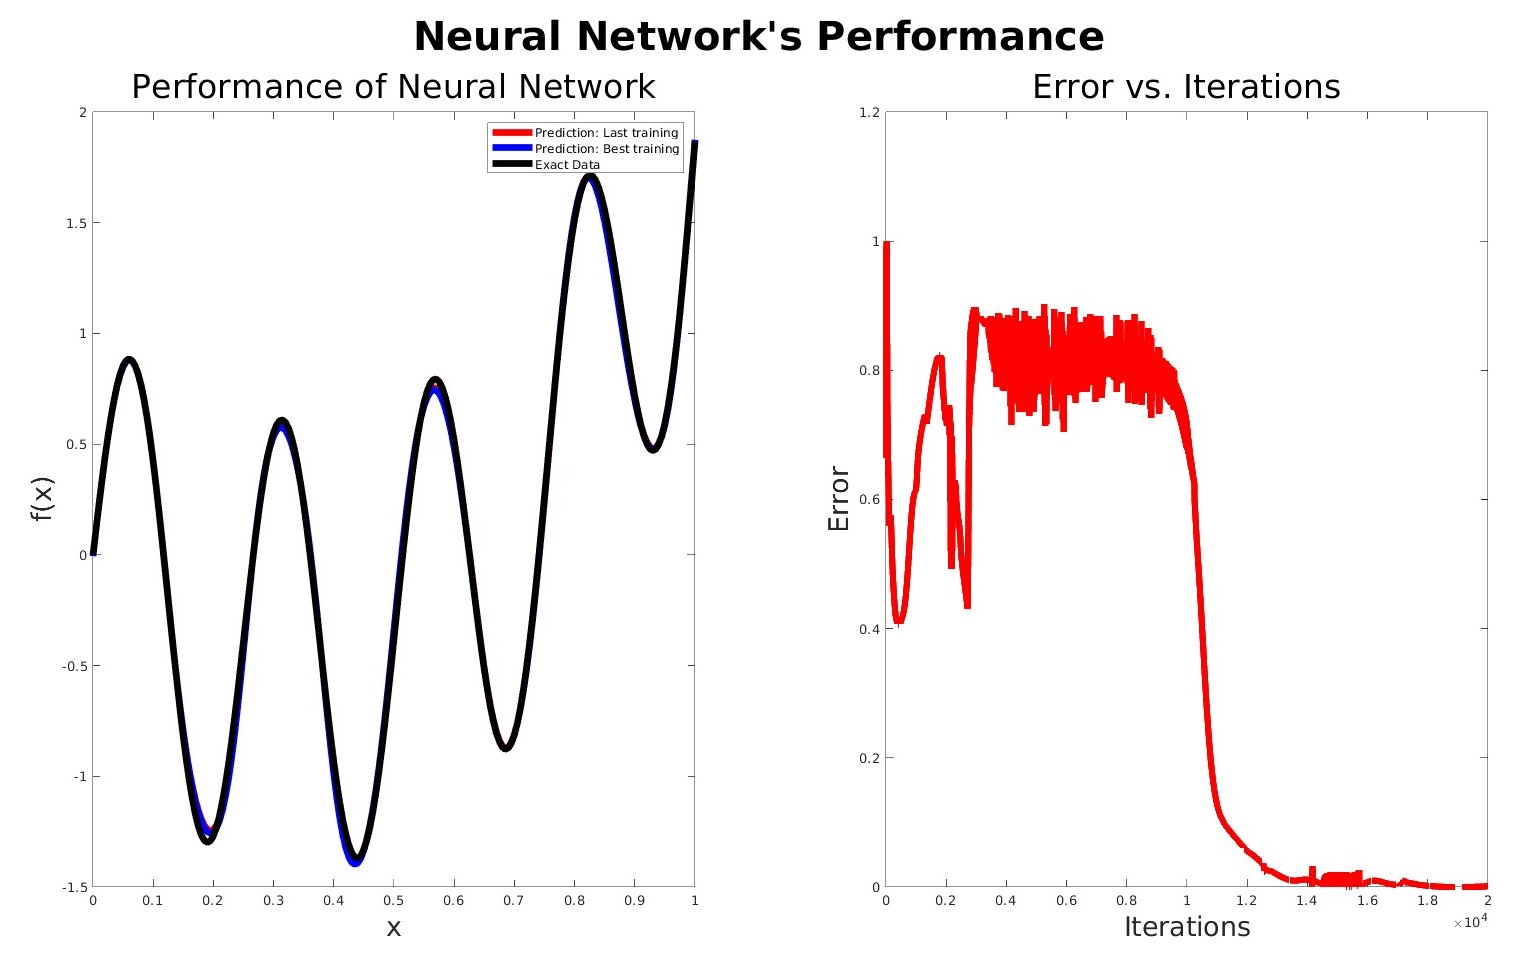 Neural Network's Performance
Performance of Neural Network
2
1.5
1
0.5
0
-0.5
-1
-1.5
f(x)
Prediction: Last training
Prediction: Best training
Exact Data
0 0.1 0.2 0.3 0.4 0.5 0.6 0.7 0.8 0.9 1
x
Error vs. Iterations
1.2
1
0.8
0.6
0.4
0.2
0
Error
0 0.2 0.4 0.6 0.8 1 1.2 1.4 1.6 1.8 2
×10⁴
Iterations